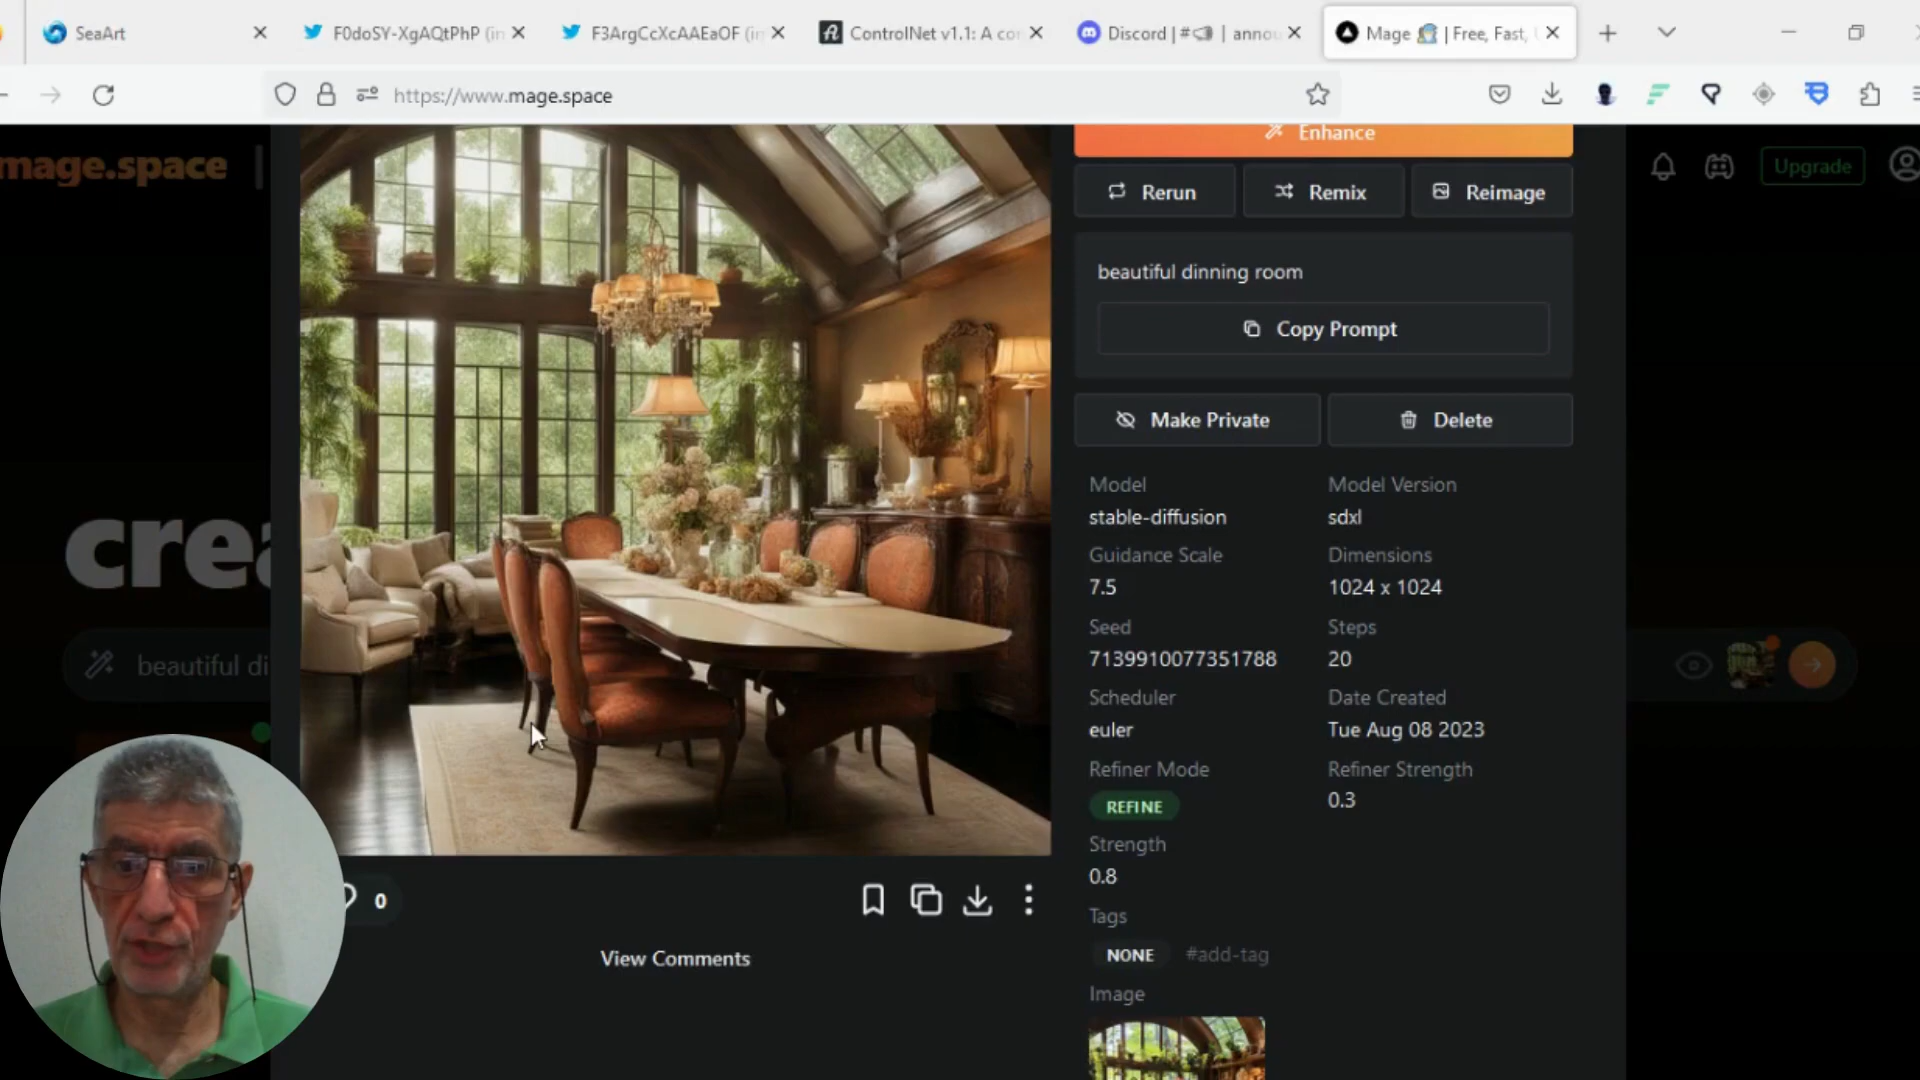 SeaArt
F0doSY-XgAQtPhP (in
F3ArgCcXcAAEaOF (in
ControlNet v1.1: A co
Discord | # | annou
Mage | Free, Fast,
https://www.mage.space
mage.space
Enhance
Upgrade
Rerun
Remix
Reimage
beautiful dinning room
Copy Prompt
Make Private
Delete
Model
Model Version
stable-diffusion
sdxl
Guidance Scale
Dimensions
7.5
1024 x 1024
crea
Seed
Steps
7139910077351788
20
beautiful di
Scheduler
Date Created
euler
Tue Aug 08 2023
Refiner Mode
Refiner Strength
REFINE
0.3
Strength
0.8
0
Tags
NONE
#add-tag
View Comments
Image